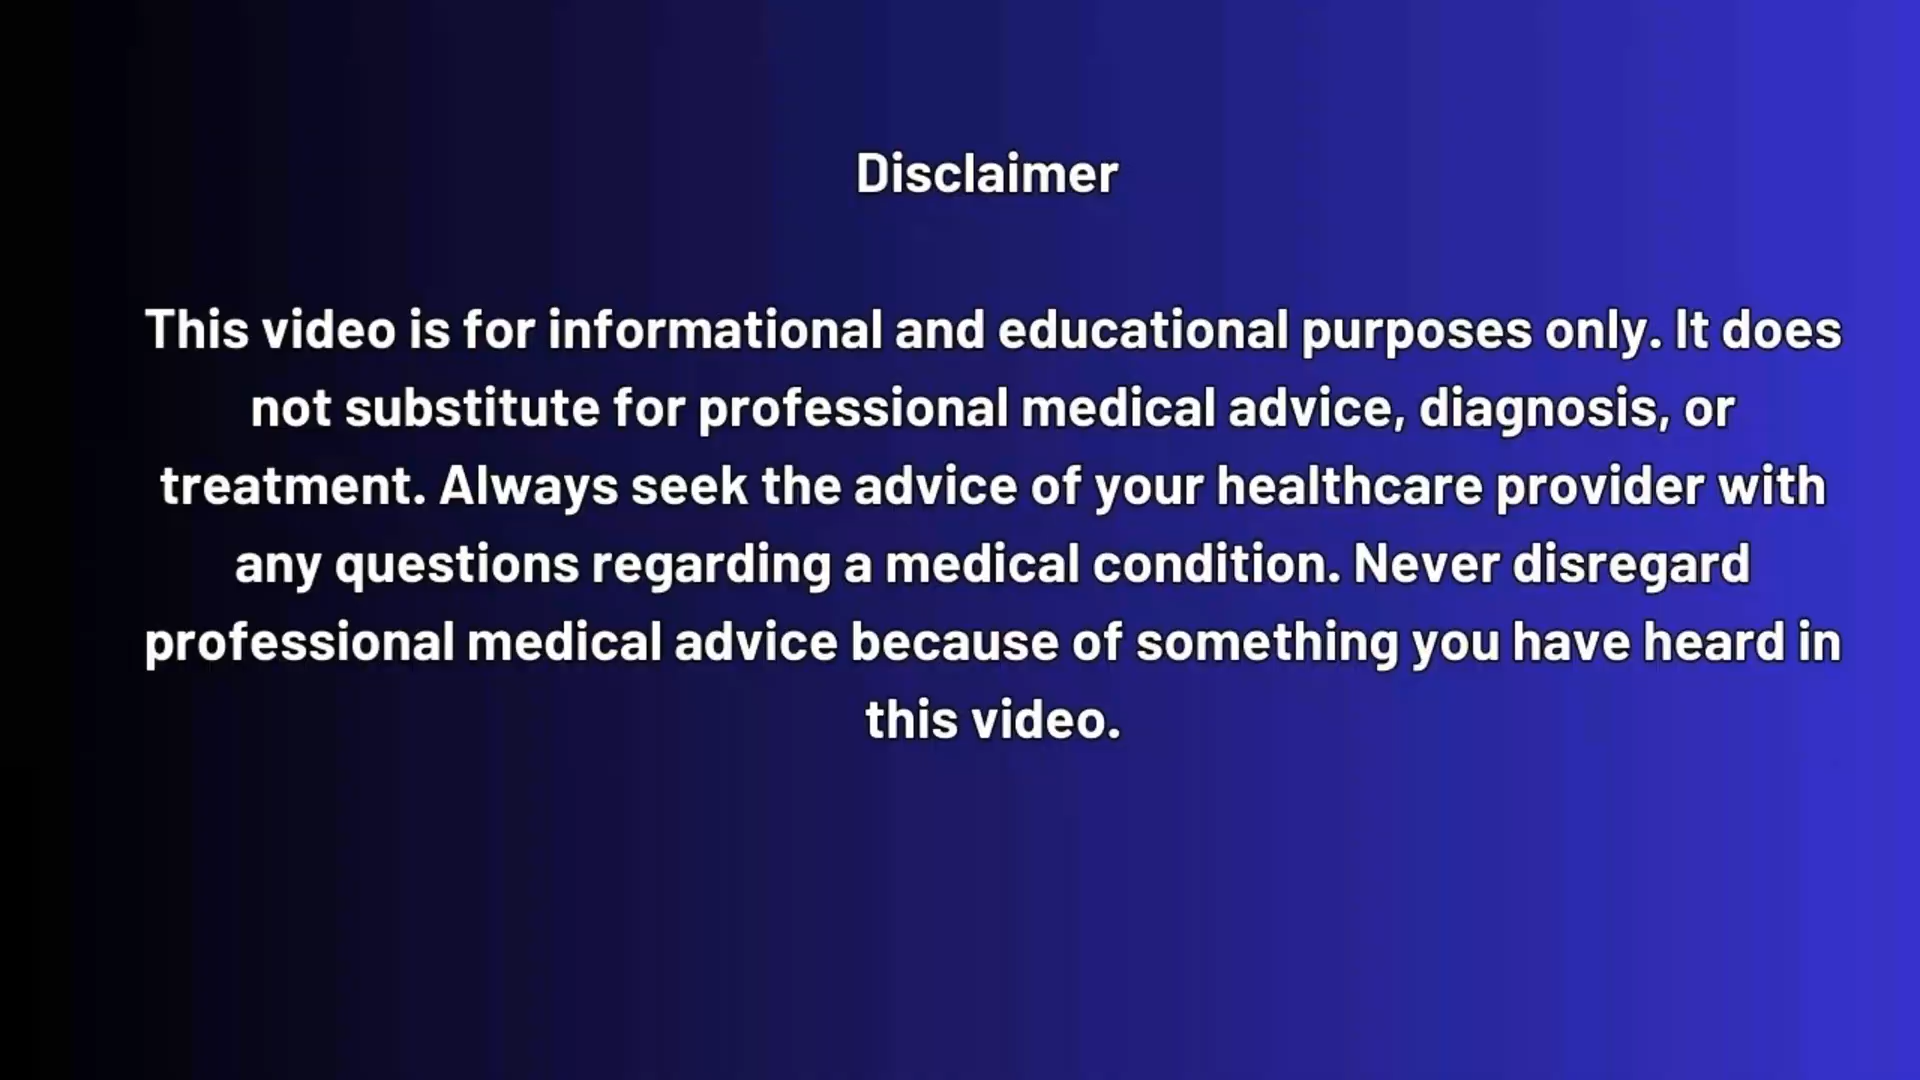 Disclaimer
This video is for informational and educational purposes only. It does
not substitute for professional medical advice, diagnosis, or
treatment. Always seek the advice of your healthcare provider with
any questions regarding a medical condition. Never disregard
professional medical advice because of something you have heard in
this video.